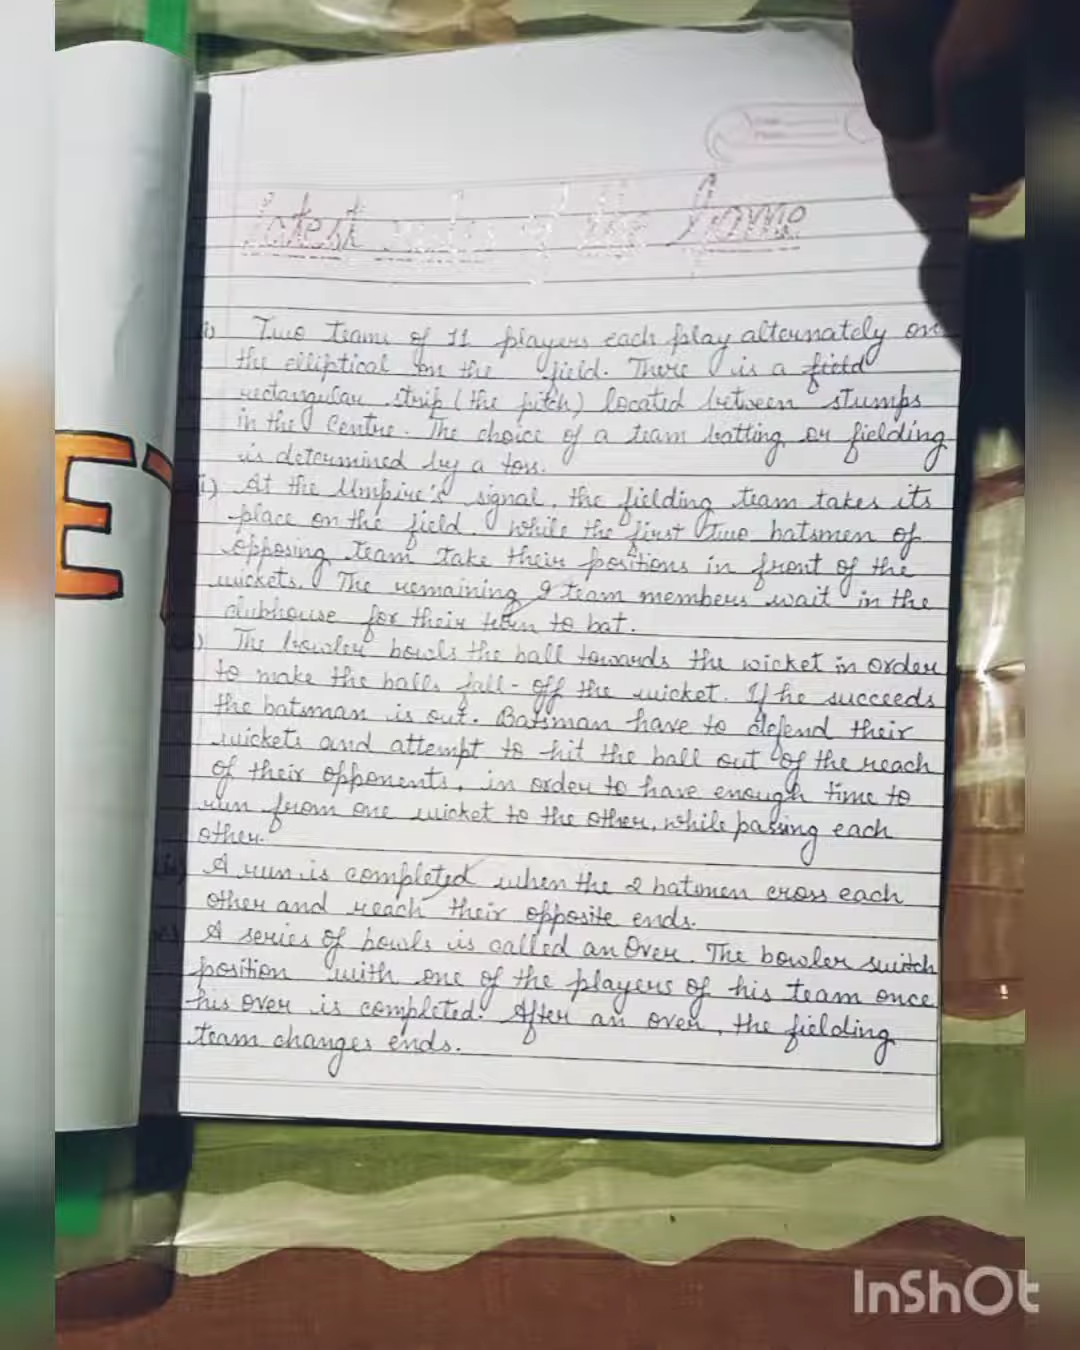 Latest rules of the Game
i) Two teams of 11 players each play alternately on
the elliptical on the field. There is a field
rectangular strip (the pitch) located between stumps
in the Centre. The choice of a team batting or fielding
is determined by a toss.
i) At the Umpire's signal, the fielding team takes its
place on the field. While the first two batsmen of
opposing team take their positions in front of the
wickets. The remaining 9 team members wait in the
clubhouse for their turn to bat.
) The bowler bowls the ball towards the wicket in order
to make the balls fall-off the wicket. If he succeeds
the batsman is out. Batsman have to defend their
wickets and attempt to hit the ball out of the reach
of their opponents, in order to have enough time to
run from one wicket to the other, while passing each
other.
iv) A run is completed when the 2 batsmen cross each
other and reach their opposite ends.
v) A series of bowls is called an Over. The bowler switch
position with one of the players of his team once
his over is completed. After an over, the fielding
team changes ends.
E
InShOt